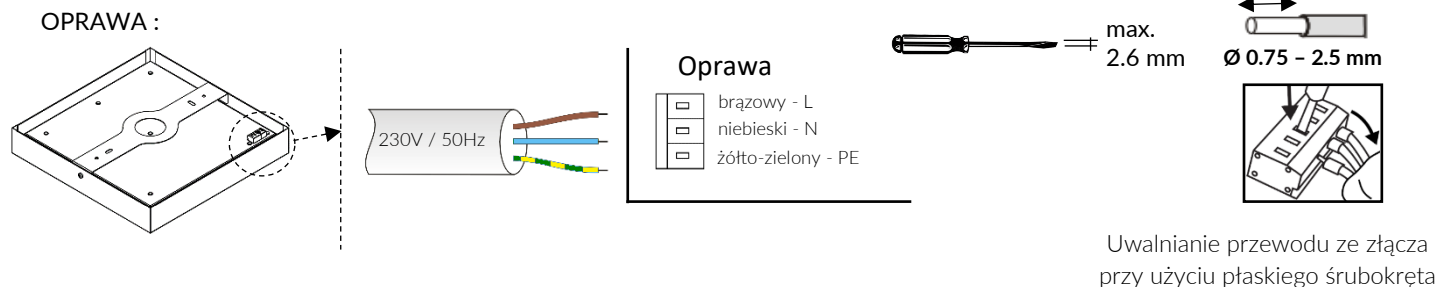 OPRAWA :
230V / 50Hz
Oprawa
brązowy - L
niebieski - N
żółto-zielony - PE
max.
2.6 mm
Ø 0.75 – 2.5 mm
Uwalnianie przewodu ze złącza
przy użyciu płaskiego śrubokręta